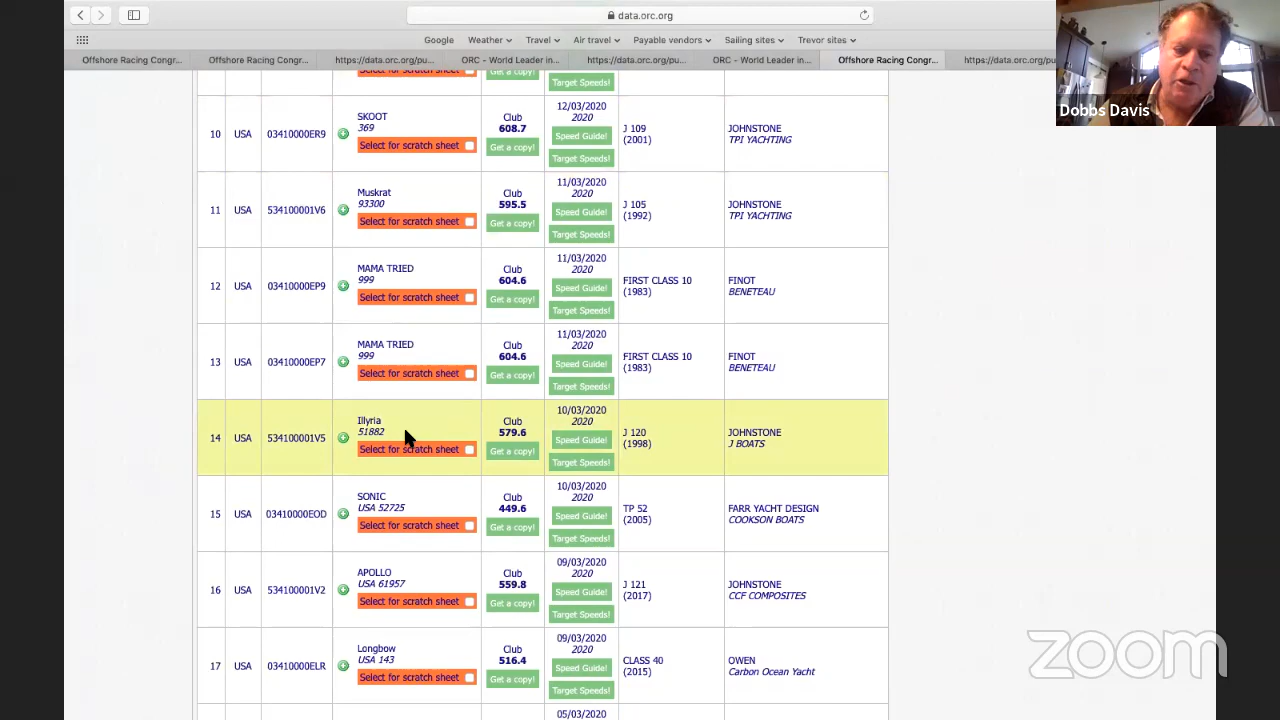 data.orc.org
Google Weather Travel Air travel Payable vendors Sailing sites Trevor sites
Offshore Racing Congr... Offshore Racing Congr... https://data.orc.org/pu... ORC - World Leader in... https://data.orc.org/pu... ORC - World Leader in... Offshore Racing Congr... https://data.orc.org/pu
Dobbs Davis
Select for scratch sheet
Target Speeds!
10 USA 03410000ER9 SKOOT Club 12/03/2020 J 109 JOHNSTONE
369 608.7 2020 (2001) TPI YACHTING
Select for scratch sheet Get a copy! Speed Guide!
Target Speeds!
11 USA 534100001V6 Muskrat Club 11/03/2020 J 105 JOHNSTONE
93300 595.5 2020 (1992) TPI YACHTING
Select for scratch sheet Get a copy! Speed Guide!
Target Speeds!
12 USA 03410000EP9 MAMA TRIED Club 11/03/2020 FIRST CLASS 10 FINOT
999 604.6 2020 (1983) BENETEAU
Select for scratch sheet Get a copy! Speed Guide!
Target Speeds!
13 USA 03410000EP7 MAMA TRIED Club 11/03/2020 FIRST CLASS 10 FINOT
999 604.6 2020 (1983) BENETEAU
Select for scratch sheet Get a copy! Speed Guide!
Target Speeds!
14 USA 534100001V5 Illyria Club 10/03/2020 J 120 JOHNSTONE
51882 579.6 2020 (1998) J BOATS
Select for scratch sheet Get a copy! Speed Guide!
Target Speeds!
15 USA 03410000EOD SONIC Club 10/03/2020 TP 52 FARR YACHT DESIGN
USA 52725 449.6 2020 (2005) COOKSON BOATS
Select for scratch sheet Get a copy! Speed Guide!
Target Speeds!
16 USA 534100001V2 APOLLO Club 09/03/2020 J 121 JOHNSTONE
USA 61957 559.8 2020 (2017) CCF COMPOSITES
Select for scratch sheet Get a copy! Speed Guide!
Target Speeds!
17 USA 03410000ELR Longbow Club 09/03/2020 CLASS 40 OWEN
USA 143 516.4 2020 (2015) Carbon Ocean Yacht
Select for scratch sheet Get a copy! Speed Guide!
Target Speeds!
05/03/2020
zoom